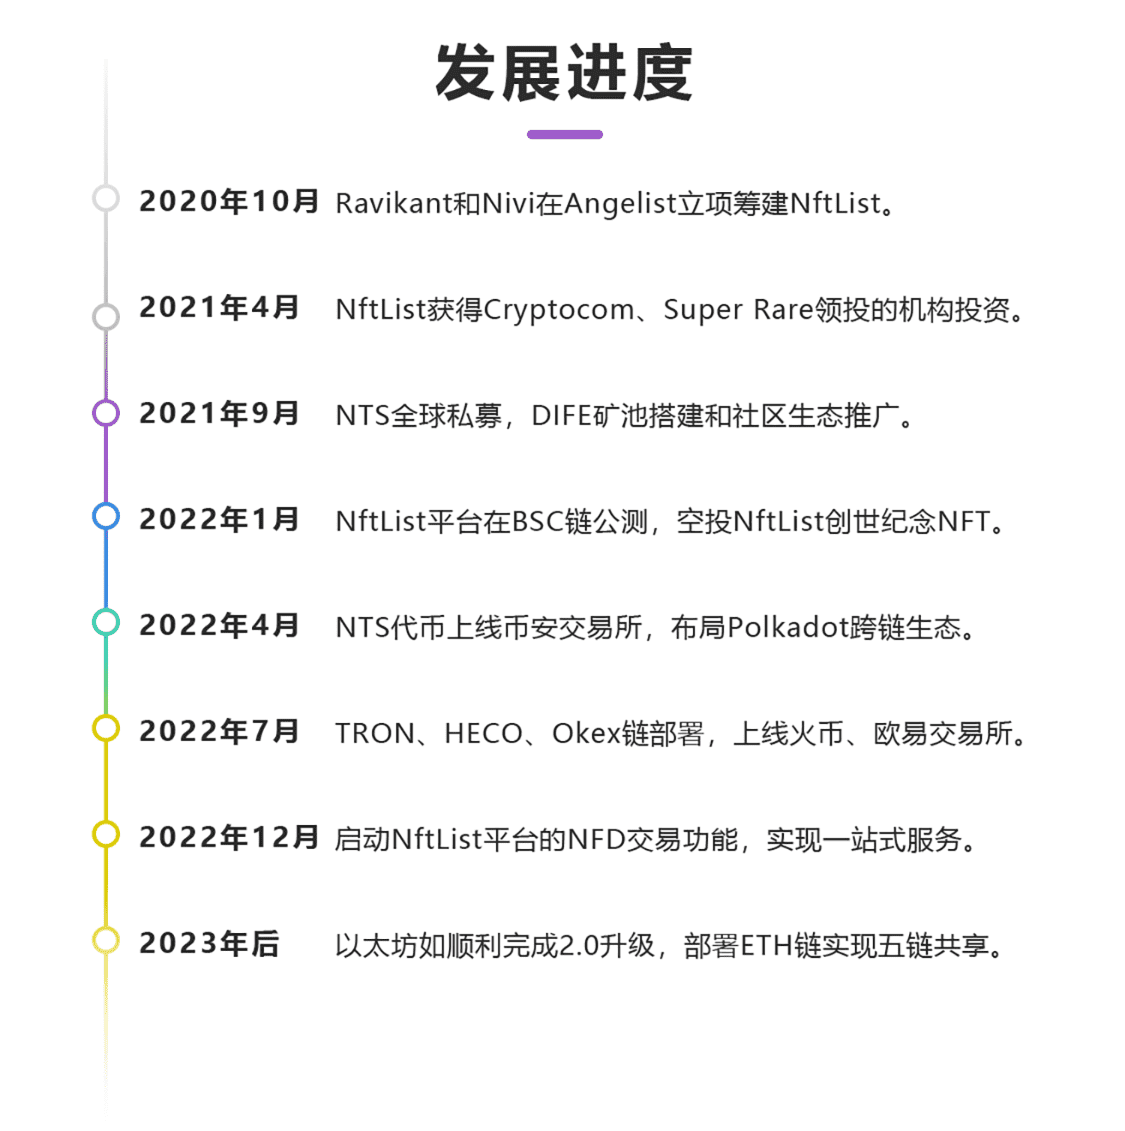 发展进度
2020年10月 Ravikant和Nivi在Angelist立项筹建NftList。
2021年4月 NftList获得Cryptocom、Super Rare领投的机构投资。
2021年9月 NTS全球私募，DIFE矿池搭建和社区生态推广。
2022年1月 NftList平台在BSC链公测，空投NftList创世纪念NFT。
2022年4月 NTS代币上线币安交易所，布局Polkadot跨链生态。
2022年7月 TRON、HECO、Okex链部署，上线火币、欧易交易所。
2022年12月 启动NftList平台的NFD交易功能，实现一站式服务。
2023年后 以太坊如顺利完成2.0升级，部署ETH链实现五链共享。